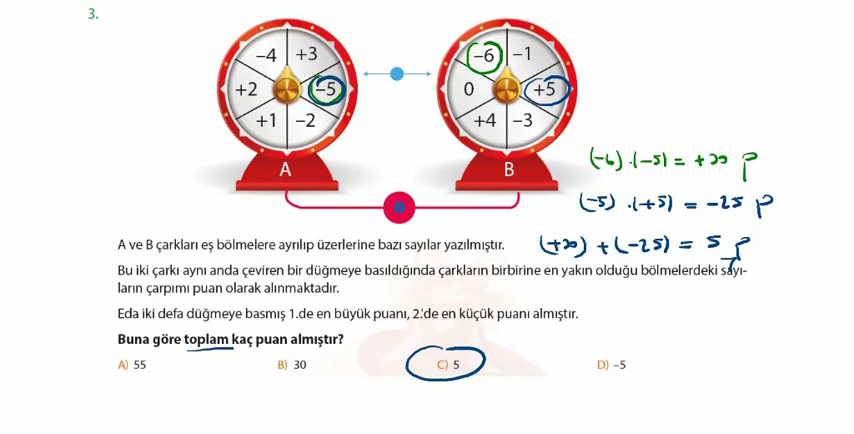 3.
−4 +3
+2 −5
+1 −2
A
−6 −1
0 +5
+4 −3
B
(-6) . (-5) = +30 P
(-5) . (+5) = -25 P
(+30) + (-25) = 5 P
A ve B çarkları eş bölmelere ayrılıp üzerlerine bazı sayılar yazılmıştır.
Bu iki çarkı aynı anda çeviren bir düğmeye basıldığında çarkların birbirine en yakın olduğu bölmelerdeki sayı-
ların çarpımı puan olarak alınmaktadır.
Eda iki defa düğmeye basmış 1.de en büyük puanı, 2.'de en küçük puanı almıştır.
Buna göre toplam kaç puan almıştır?
A) 55 B) 30 C) 5 D) –5